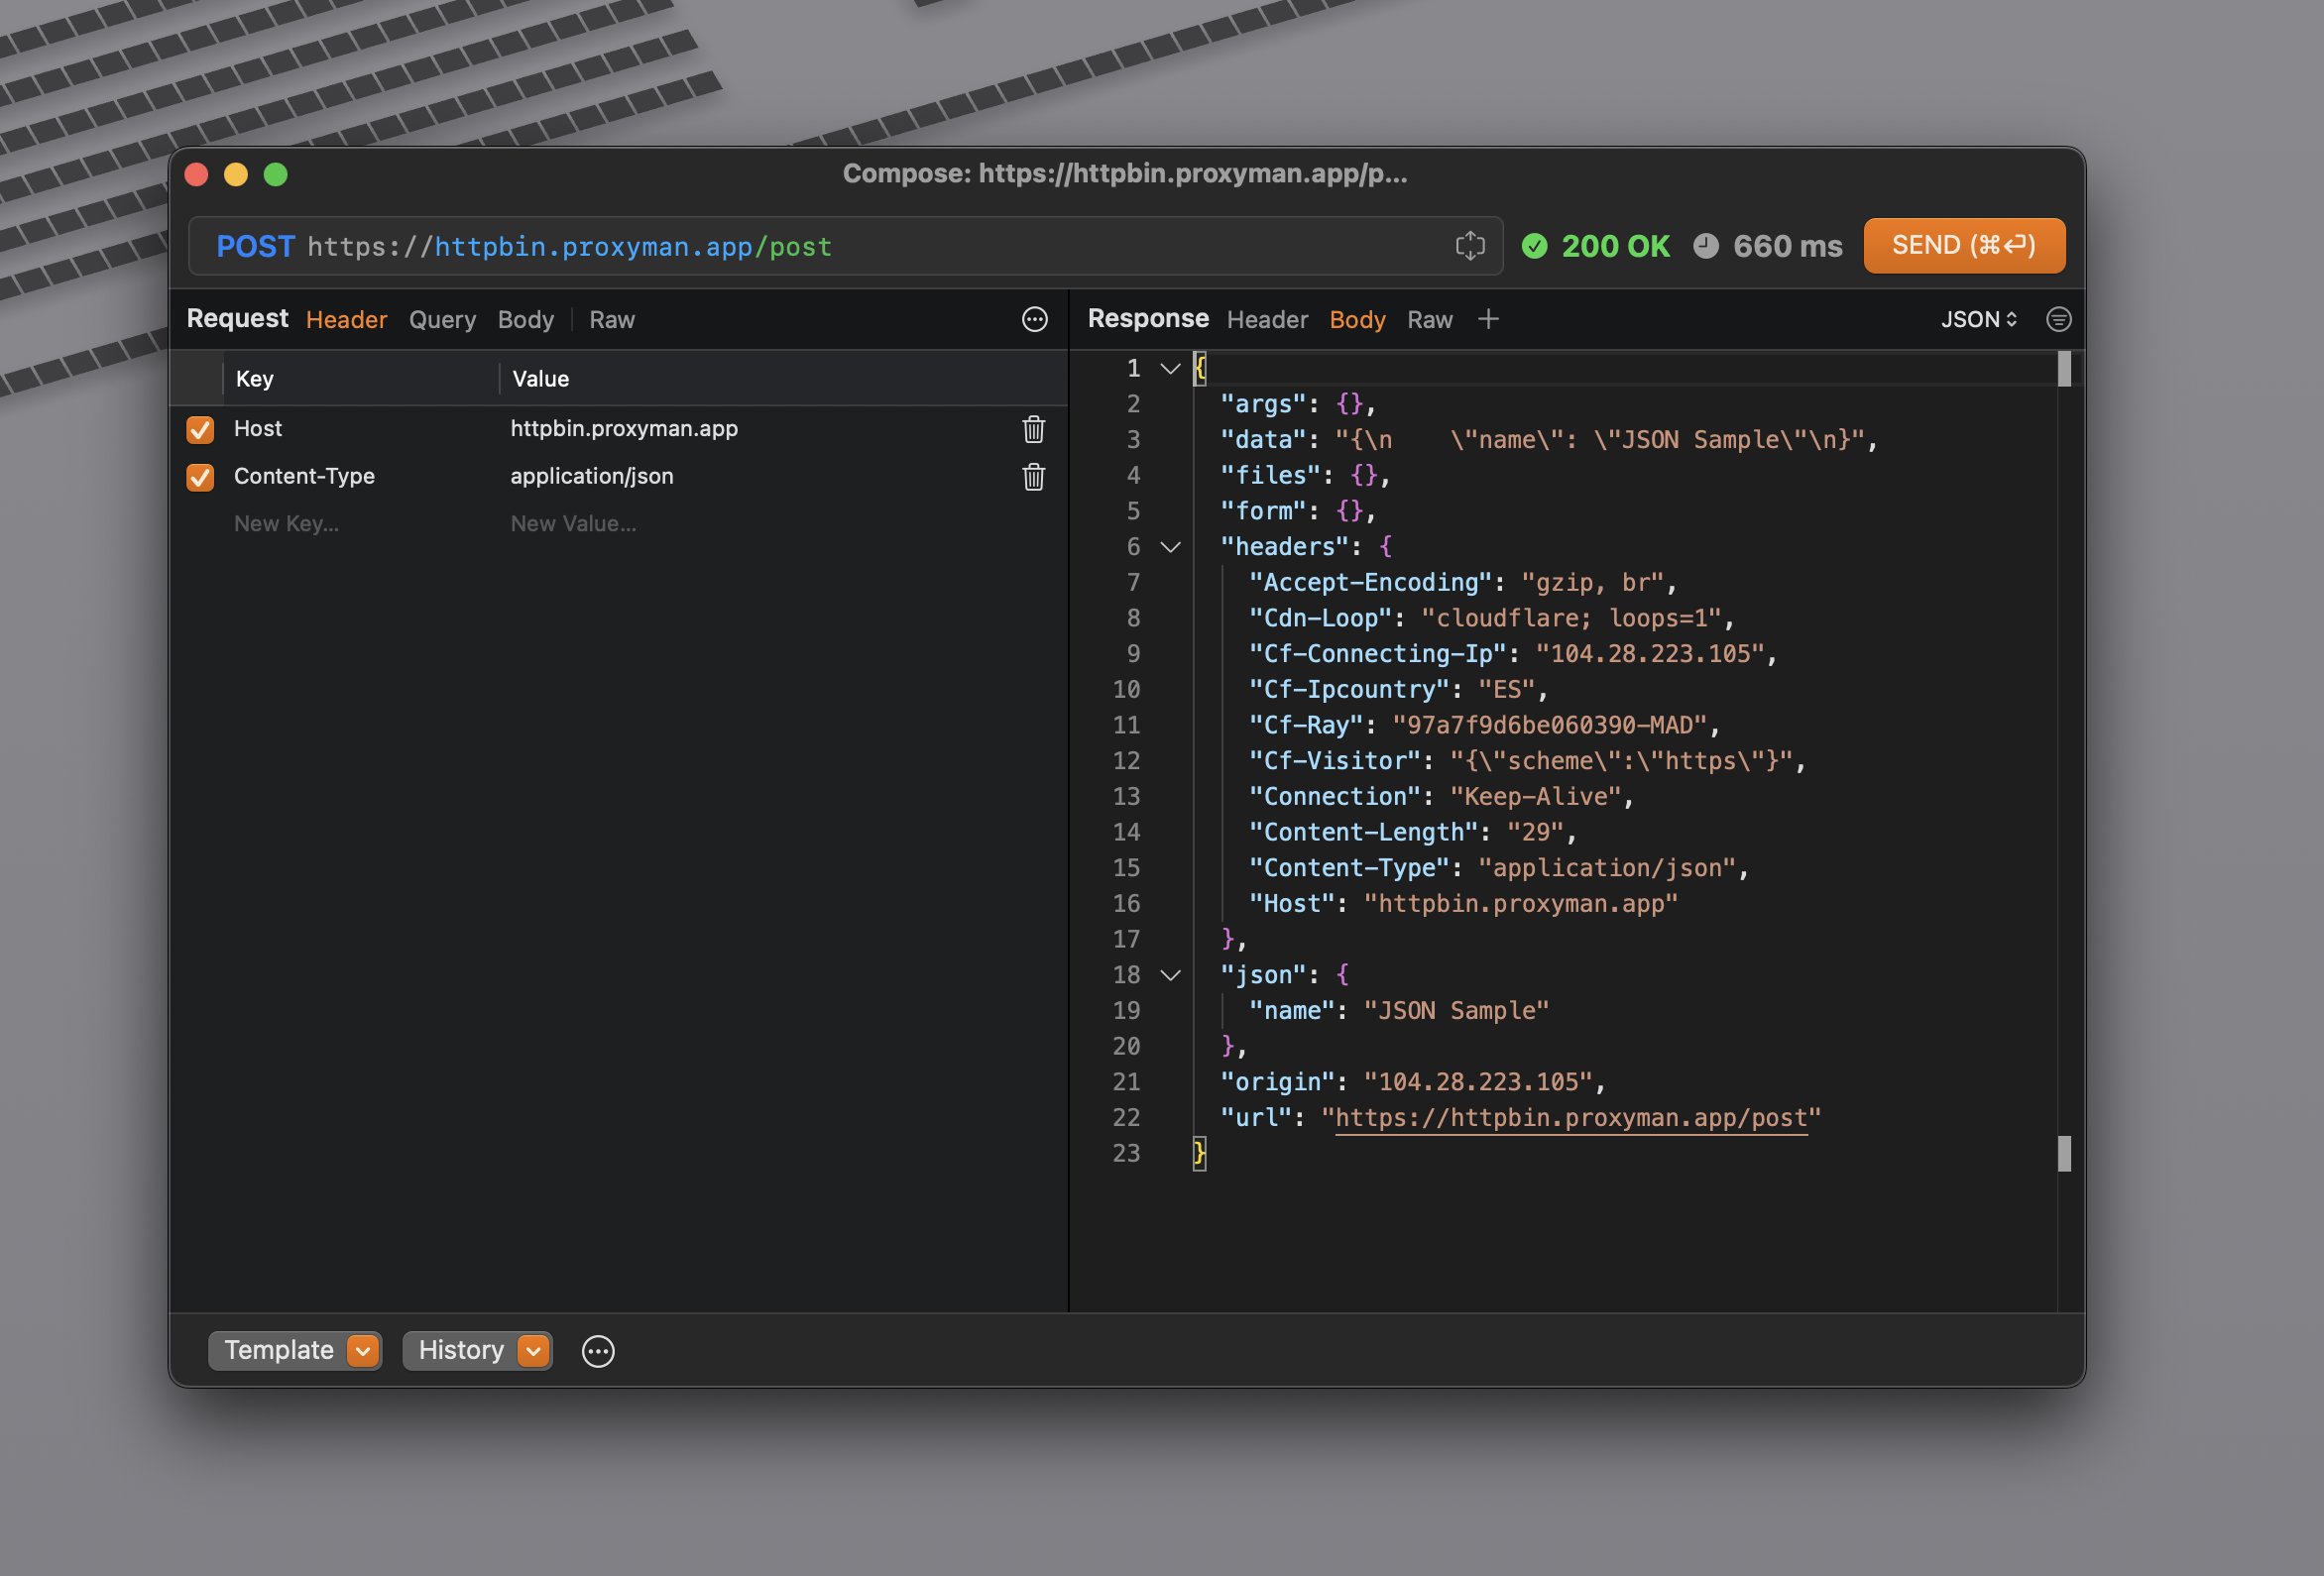 Compose: https://httpbin.proxyman.app/p...
POST https://httpbin.proxyman.app/post
200 OK 660 ms SEND (⌘↩)
Request Header Query Body Raw
Key Value
Host httpbin.proxyman.app
Content-Type application/json
New Key... New Value...
Response Header Body Raw + JSON
1 {
2 "args": {},
3 "data": "{\n    \"name\": \"JSON Sample\"\n}",
4 "files": {},
5 "form": {},
6 "headers": {
7 "Accept-Encoding": "gzip, br",
8 "Cdn-Loop": "cloudflare; loops=1",
9 "Cf-Connecting-Ip": "104.28.223.105",
10 "Cf-Ipcountry": "ES",
11 "Cf-Ray": "97a7f9d6be060390-MAD",
12 "Cf-Visitor": "{\"scheme\":\"https\"}",
13 "Connection": "Keep-Alive",
14 "Content-Length": "29",
15 "Content-Type": "application/json",
16 "Host": "httpbin.proxyman.app"
17 },
18 "json": {
19 "name": "JSON Sample"
20 },
21 "origin": "104.28.223.105",
22 "url": "https://httpbin.proxyman.app/post"
23 }
Template History